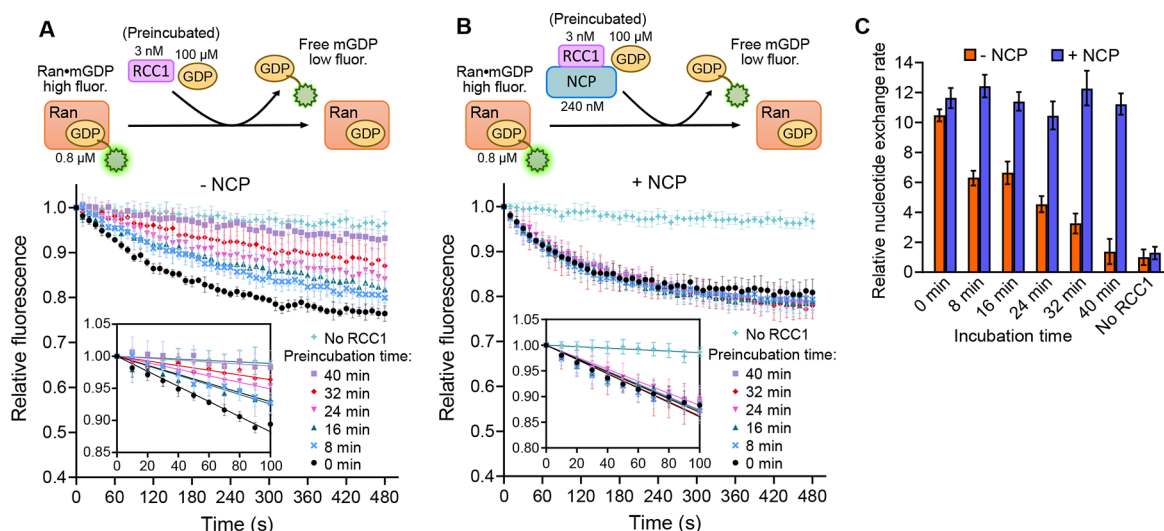 A
(Preincubated)
3 nM
100 µM
RCC1
GDP
Ran•mGDP
high fluor.
GDP
Free mGDP
low fluor.
Ran
GDP
0.8 µM
Ran
GDP
- NCP
1.0
0.9
0.8
0.7
0.6
0.5
0.4
Relative fluorescence
1.05
1.00
0.95
0.90
0.85
0 20 40 60 80 100
No RCC1
Preincubation time:
40 min
32 min
24 min
16 min
8 min
0 min
0 60 120 180 240 300 360 420 480
Time (s)
B
(Preincubated)
3 nM
100 µM
RCC1
GDP
NCP
240 nM
Ran•mGDP
high fluor.
GDP
Free mGDP
low fluor.
Ran
GDP
0.8 µM
Ran
GDP
+ NCP
1.0
0.9
0.8
0.7
0.6
0.5
0.4
Relative fluorescence
1.05
1.00
0.95
0.90
0.85
0.80
0 20 40 60 80 100
No RCC1
Preincubation time:
40 min
32 min
24 min
16 min
8 min
0 min
0 60 120 180 240 300 360 420 480
Time (s)
C
- NCP
+ NCP
14
12
10
8
6
4
2
0
Relative nucleotide exchange rate
0 min
8 min
16 min
24 min
32 min
40 min
No RCC1
Incubation time